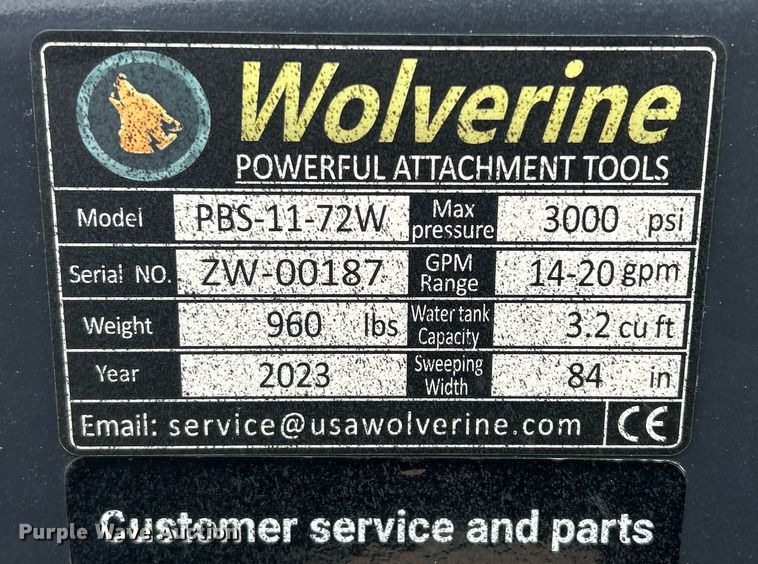 Wolverine
POWERFUL ATTACHMENT TOOLS
Model PBS-11-72W Max pressure 3000 psi
Serial NO. ZW-00187 GPM Range 14-20 gpm
Weight 960 lbs Water tank Capacity 3.2 cu ft
Year 2023 Sweeping Width 84 in
Email: service@usawolverine.com CE
Customer service and parts
Purple Wave Auction